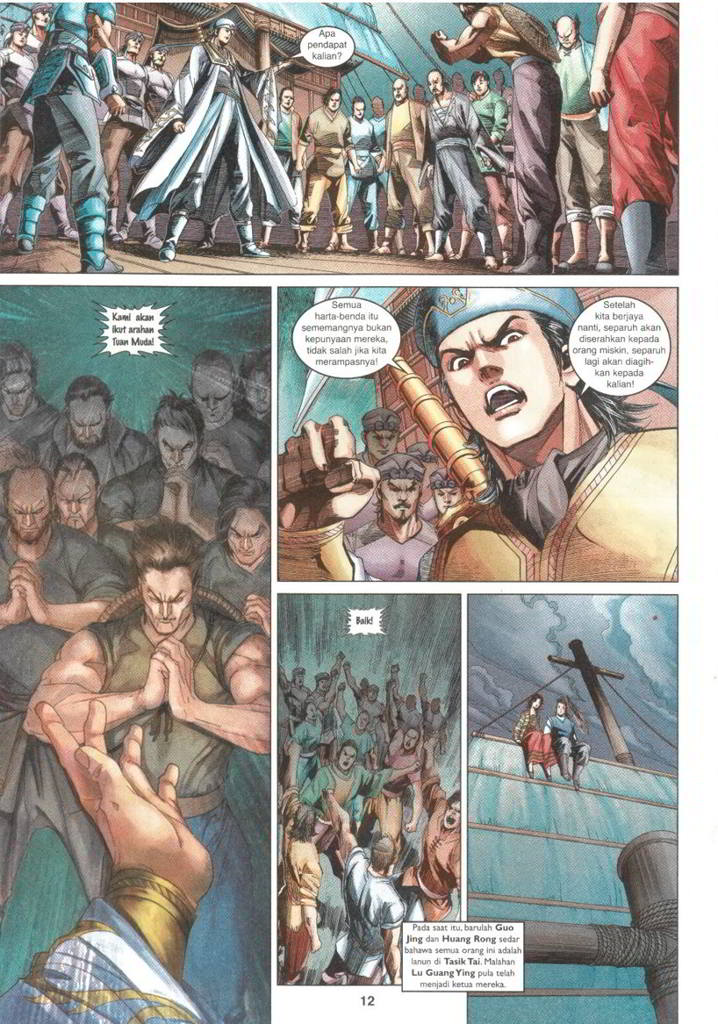 Apa
pendapat
kalian?
Kami akan
ikut arahan
Tuan Muda!
Semua
harta-benda itu
sememangnya bukan
kepunyaan mereka,
tidak salah jika kita
merampasnya!
Setelah
kita berjaya
nanti, separuh akan
diserahkan kepada
orang miskin, separuh
lagi akan diagih-
kan kepada
kalian!
Baik!
Pada saat itu, barulah Guo
Jing dan Huang Rong sedar
bahawa semua orang ini adalah
lanun di Tasik Tai. Malahan
Lu Guang Ying pula telah
menjadi ketua mereka.
12